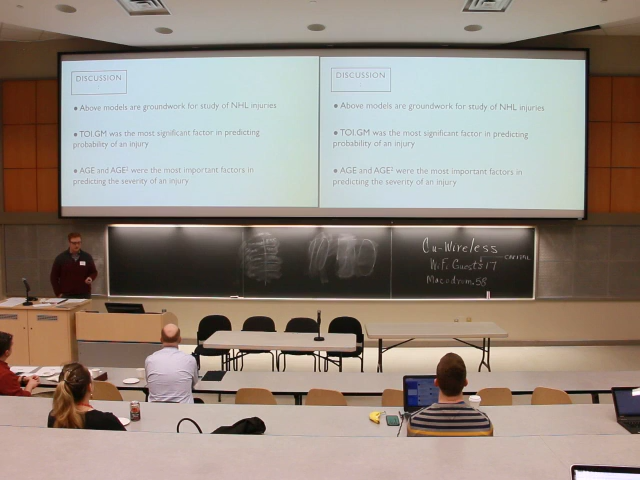 DISCUSSION
• Above models are groundwork for study of NHL injuries
• TOI.GM was the most significant factor in predicting
probability of an injury
• AGE and AGE² were the most important factors in
predicting the severity of an injury
DISCUSSION
• Above models are groundwork for study of NHL injuries
• TOI.GM was the most significant factor in predicting
probability of an injury
• AGE and AGE² were the most important factors in
predicting the severity of an injury
Cu-Wireless
WiFi Guests17
CAPITAL
Macodrum.58